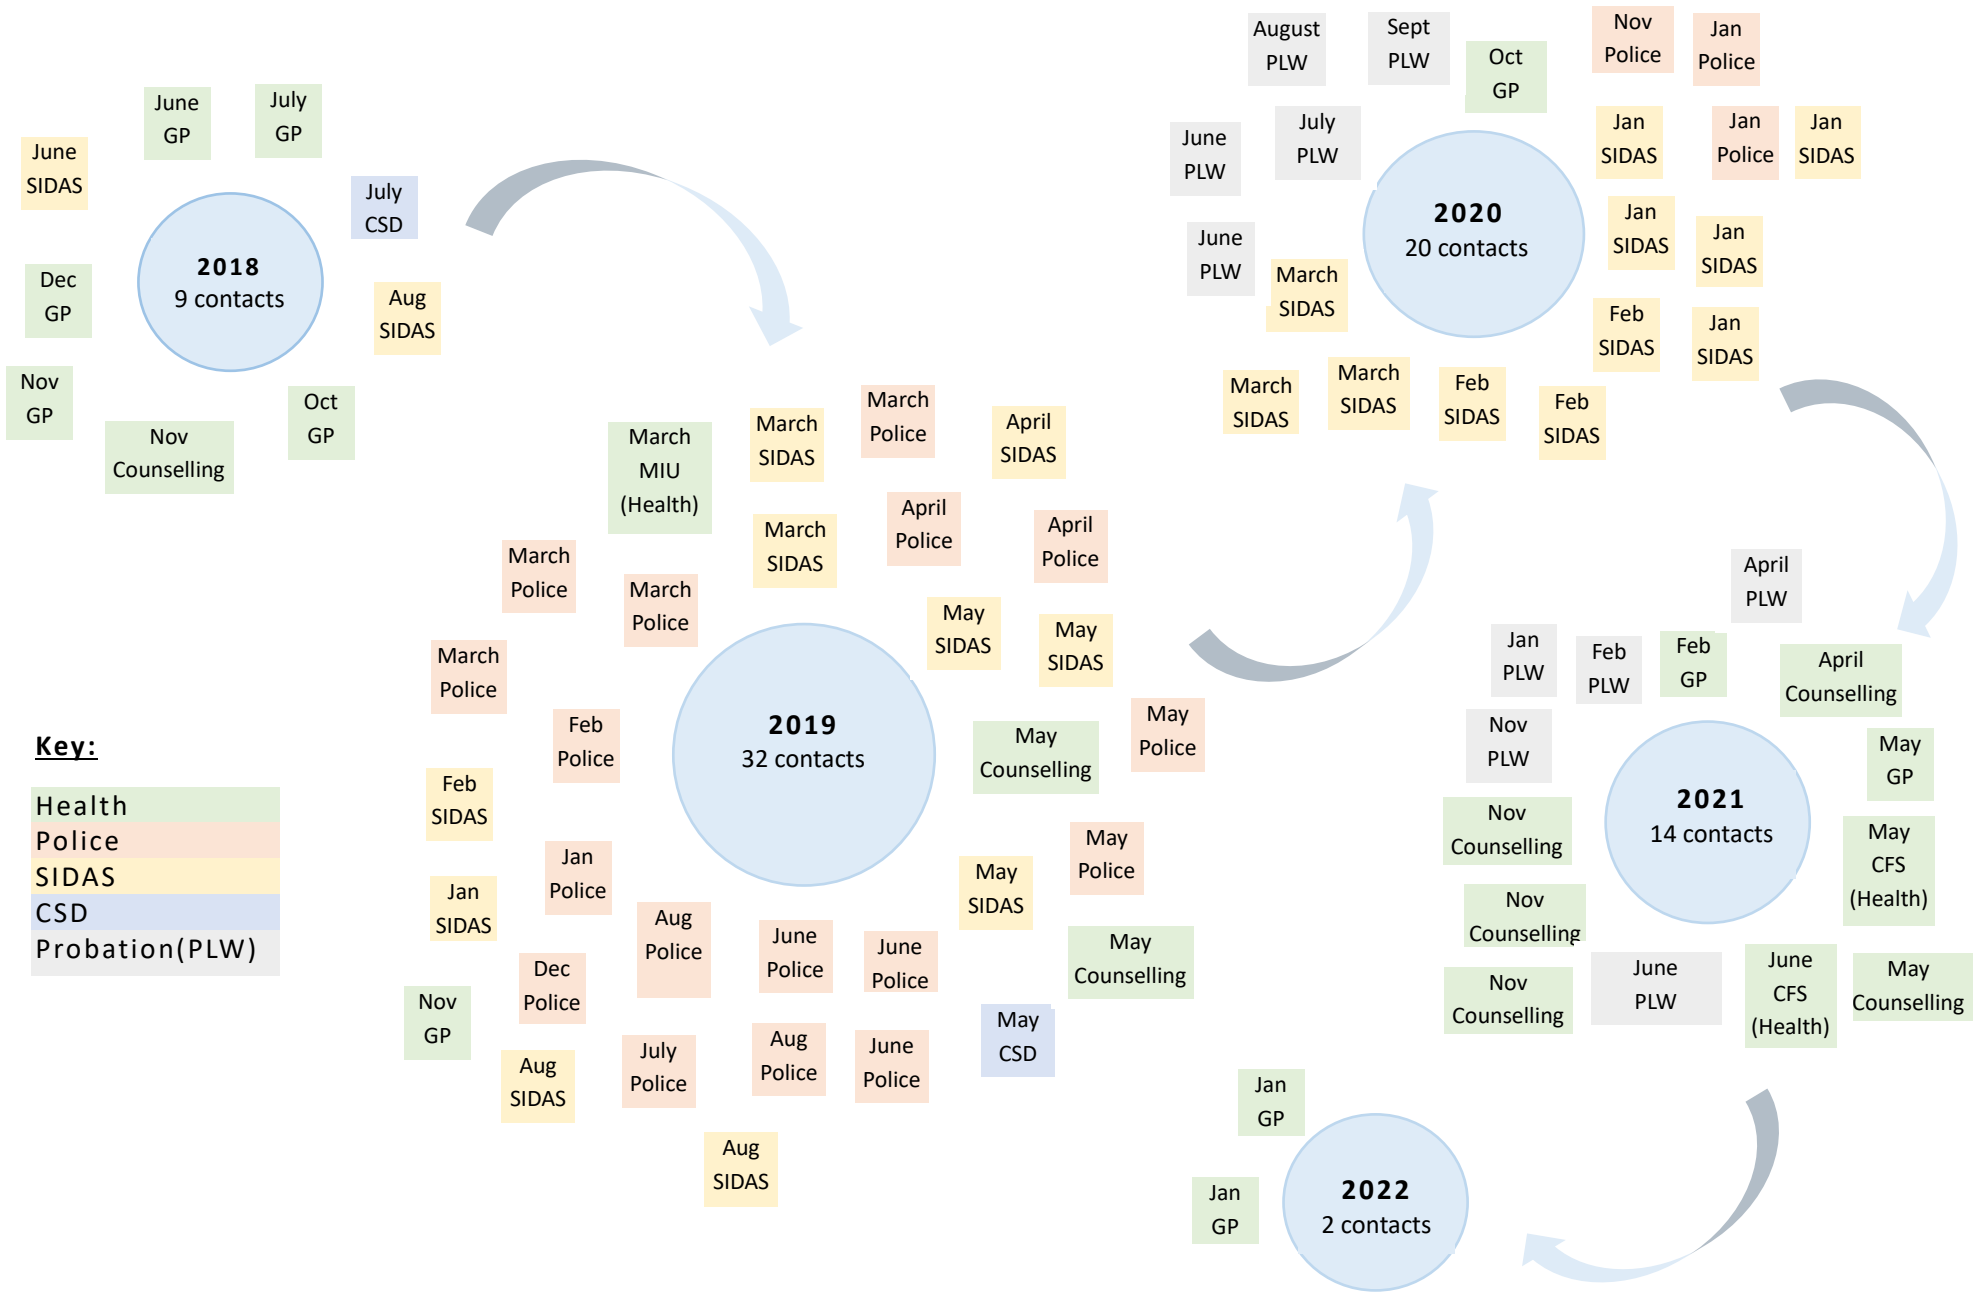 June
GP
July
GP
June
SIDAS
July
CSD
2018
9 contacts
Dec
GP
Aug
SIDAS
Nov
GP
Oct
GP
Nov
Counselling
March
MIU
(Health)
March
SIDAS
March
Police
April
SIDAS
March
SIDAS
April
Police
April
Police
March
Police
March
Police
May
SIDAS
May
SIDAS
March
Police
Feb
Police
2019
32 contacts
May
Counselling
May
Police
Feb
SIDAS
Jan
Police
May
Police
Jan
SIDAS
May
SIDAS
Aug
Police
June
Police
June
Police
May
Counselling
Dec
Police
Nov
GP
May
CSD
Aug
SIDAS
July
Police
Aug
Police
June
Police
Aug
SIDAS
Key:
Health
Police
SIDAS
CSD
Probation(PLW)
August
PLW
Sept
PLW
Oct
GP
Nov
Police
Jan
Police
June
PLW
July
PLW
Jan
SIDAS
Jan
Police
Jan
SIDAS
2020
20 contacts
June
PLW
Jan
SIDAS
Jan
SIDAS
March
SIDAS
Feb
SIDAS
Jan
SIDAS
March
SIDAS
March
SIDAS
Feb
SIDAS
Feb
SIDAS
April
PLW
Jan
PLW
Feb
PLW
Feb
GP
April
Counselling
Nov
PLW
May
GP
2021
14 contacts
Nov
Counselling
May
CFS
(Health)
Nov
Counselling
Nov
Counselling
June
PLW
June
CFS
(Health)
May
Counselling
Jan
GP
Jan
GP
2022
2 contacts